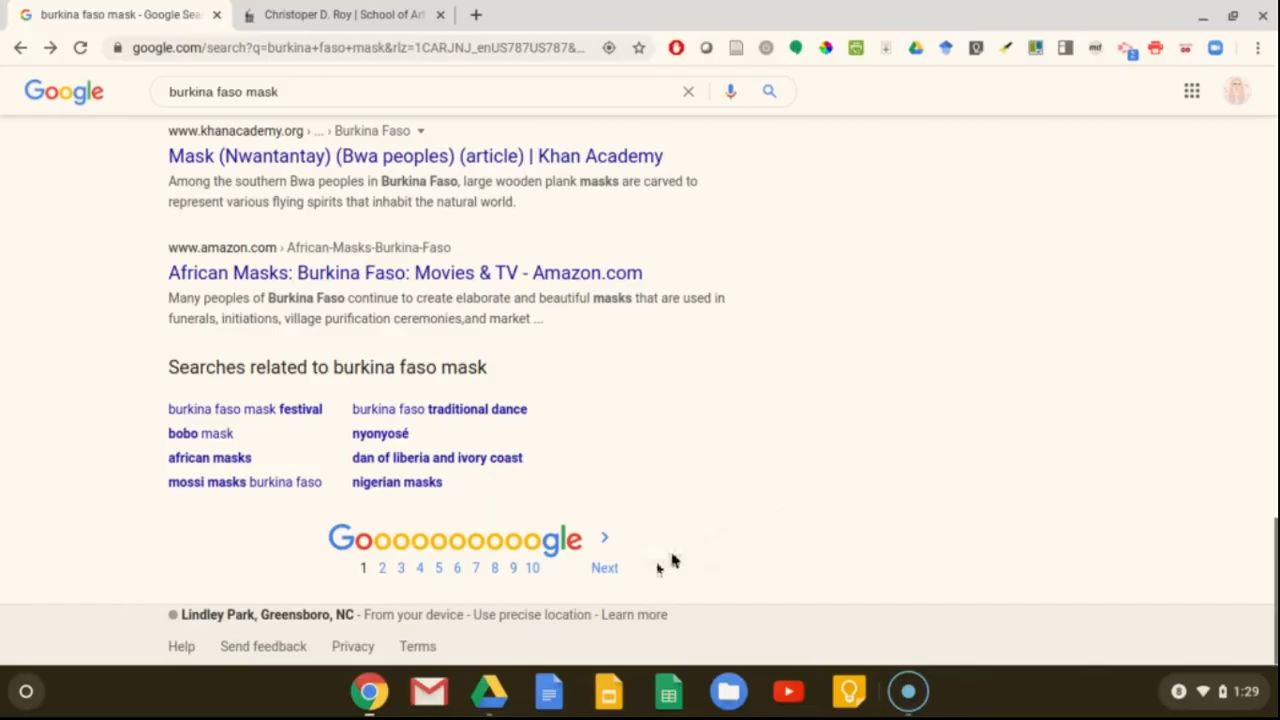 burkina faso mask - Google Sea
Christoper D. Roy | School of Art
google.com/search?q=burkina+faso+mask&rlz=1CARJNJ_enUS787US787&...
mit
2
Google
burkina faso mask
www.khanacademy.org › ... › Burkina Faso
Mask (Nwantantay) (Bwa peoples) (article) | Khan Academy
Among the southern Bwa peoples in Burkina Faso, large wooden plank masks are carved to
represent various flying spirits that inhabit the natural world.
www.amazon.com › African-Masks-Burkina-Faso
African Masks: Burkina Faso: Movies & TV - Amazon.com
Many peoples of Burkina Faso continue to create elaborate and beautiful masks that are used in
funerals, initiations, village purification ceremonies,and market ...
Searches related to burkina faso mask
burkina faso mask festival
burkina faso traditional dance
bobo mask
nyonyosé
african masks
dan of liberia and ivory coast
mossi masks burkina faso
nigerian masks
Goooooooooogle
1 2 3 4 5 6 7 8 9 10 Next
Lindley Park, Greensboro, NC - From your device - Use precise location - Learn more
Help Send feedback Privacy Terms
8 1:29